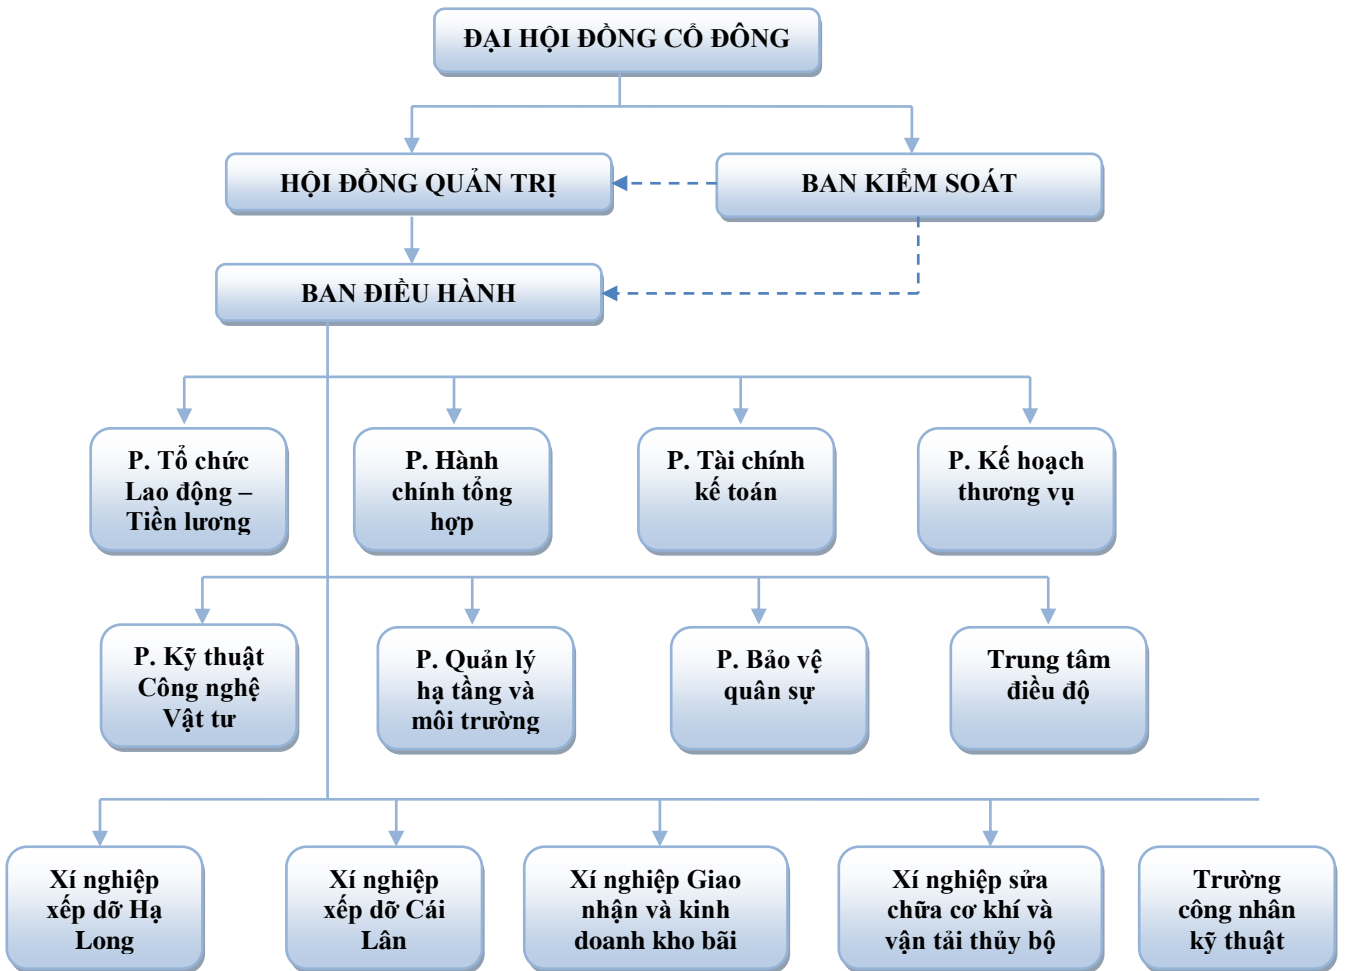 ĐẠI HỘI ĐỒNG CỔ ĐÔNG
HỘI ĐỒNG QUẢN TRỊ
BAN KIỂM SOÁT
BAN ĐIỀU HÀNH
P. Tổ chức
Lao động –
Tiền lương
P. Hành
chính tổng
hợp
P. Tài chính
kế toán
P. Kế hoạch
thương vụ
P. Kỹ thuật
Công nghệ
Vật tư
P. Quản lý
hạ tầng và
môi trường
P. Bảo vệ
quân sự
Trung tâm
điều độ
Xí nghiệp
xếp dỡ Hạ
Long
Xí nghiệp
xếp dỡ Cái
Lân
Xí nghiệp Giao
nhận và kinh
doanh kho bãi
Xí nghiệp sửa
chữa cơ khí và
vận tải thủy bộ
Trường
công nhân
kỹ thuật